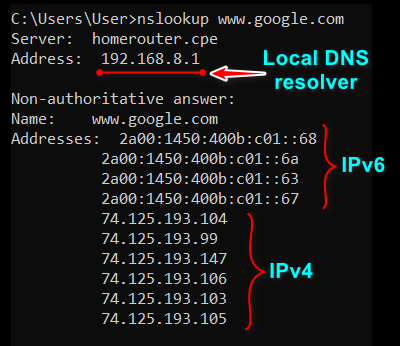 C:\Users\User>nslookup www.google.com
Server:  homerouter.cpe
Address:  192.168.8.1
Local DNS
resolver
Non-authoritative answer:
Name:    www.google.com
Addresses:  2a00:1450:400b:c01::68
2a00:1450:400b:c01::6a
2a00:1450:400b:c01::63
2a00:1450:400b:c01::67
IPv6
74.125.193.104
74.125.193.99
74.125.193.147
74.125.193.106
74.125.193.103
74.125.193.105
IPv4